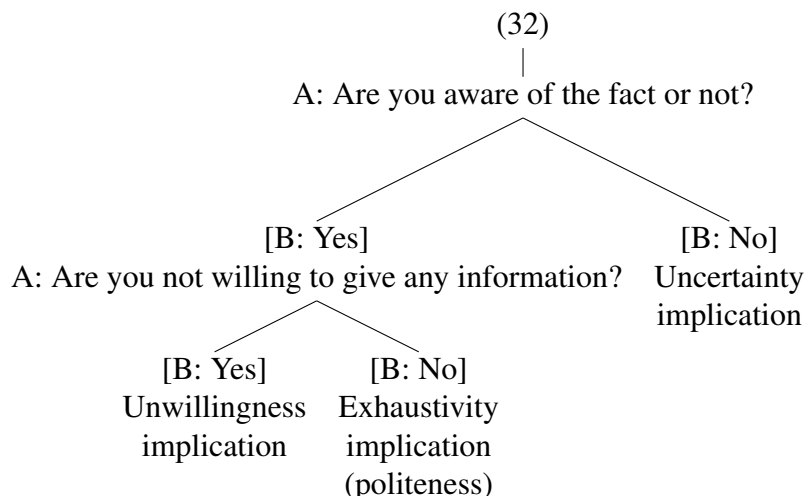 (32)
A: Are you aware of the fact or not?
[B: Yes]
A: Are you not willing to give any information?
[B: No]
Uncertainty
implication
[B: Yes]
Unwillingness
implication
[B: No]
Exhaustivity
implication
(politeness)